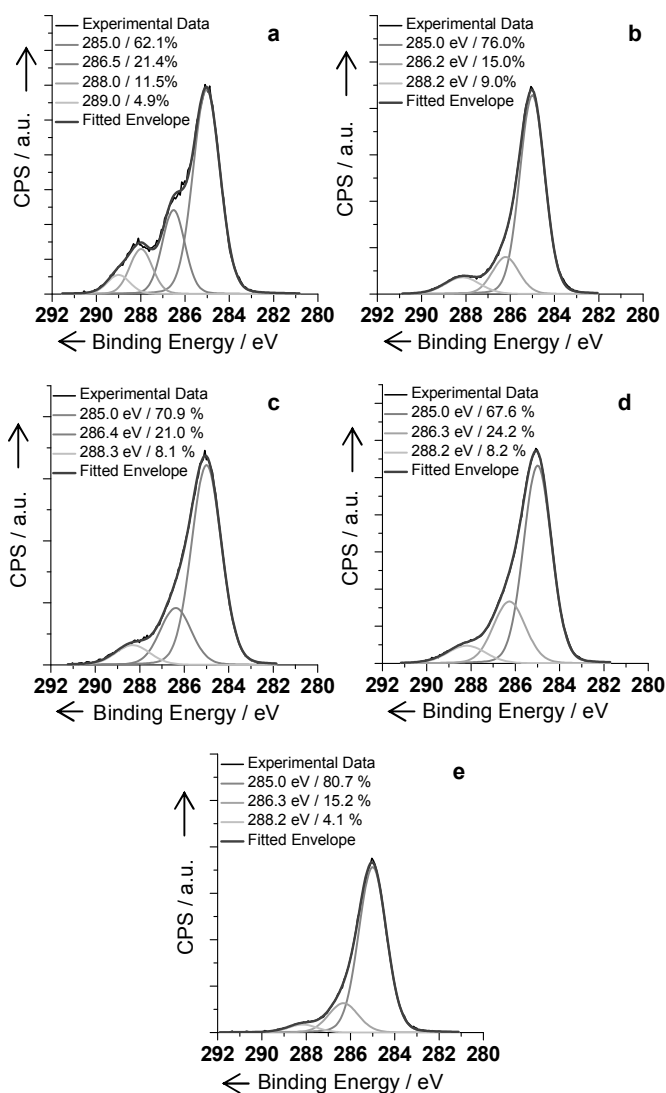 a
Experimental Data
285.0 / 62.1%
286.5 / 21.4%
288.0 / 11.5%
289.0 / 4.9%
Fitted Envelope
CPS / a.u.
292 290 288 286 284 282 280
Binding Energy / eV
b
Experimental Data
285.0 eV / 76.0%
286.2 eV / 15.0%
288.2 eV / 9.0%
Fitted Envelope
CPS / a.u.
292 290 288 286 284 282 280
Binding Energy / eV
c
Experimental Data
285.0 eV / 70.9 %
286.4 eV / 21.0 %
288.3 eV / 8.1 %
Fitted Envelope
CPS / a.u.
292 290 288 286 284 282 280
Binding Energy / eV
d
Experimental Data
285.0 eV / 67.6 %
286.3 eV / 24.2 %
288.2 eV / 8.2 %
Fitted Envelope
CPS / a.u.
292 290 288 286 284 282 280
Binding Energy / eV
e
Experimental Data
285.0 eV / 80.7 %
286.3 eV / 15.2 %
288.2 eV / 4.1 %
Fitted Envelope
CPS / a.u.
292 290 288 286 284 282 280
Binding Energy / eV